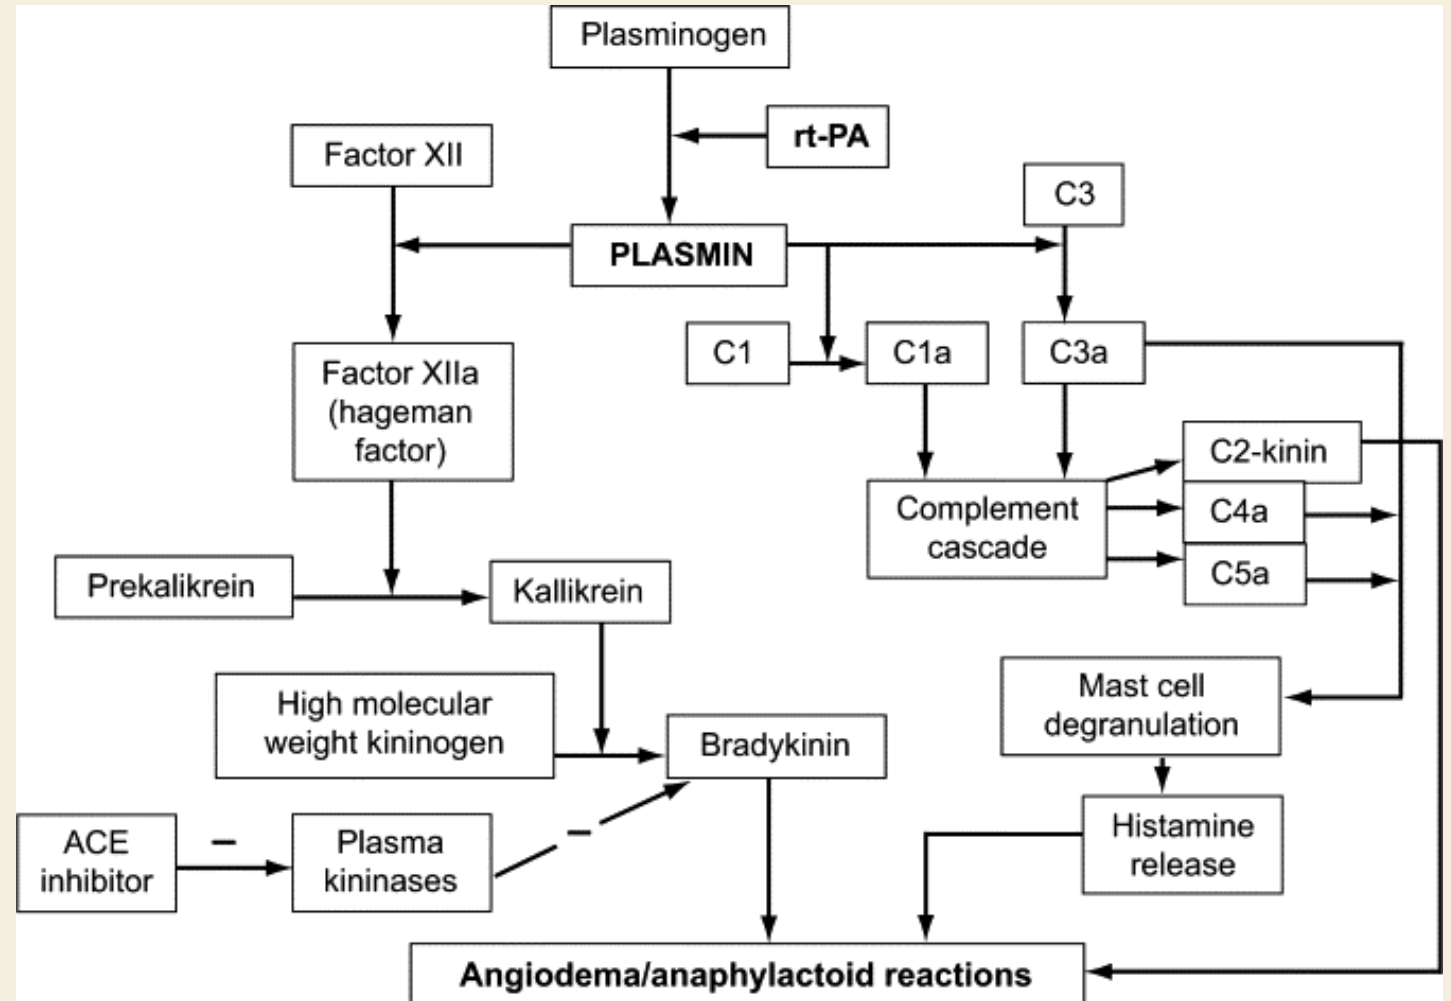 Plasminogen
rt-PA
Factor XII
C3
PLASMIN
C1
C1a
C3a
Factor XIIa
(hageman
factor)
C2-kinin
Complement
cascade
C4a
C5a
Prekalikrein
Kallikrein
High molecular
weight kininogen
Bradykinin
Mast cell
degranulation
ACE
inhibitor
–
Plasma
kininases
–
Histamine
release
Angiodema/anaphylactoid reactions